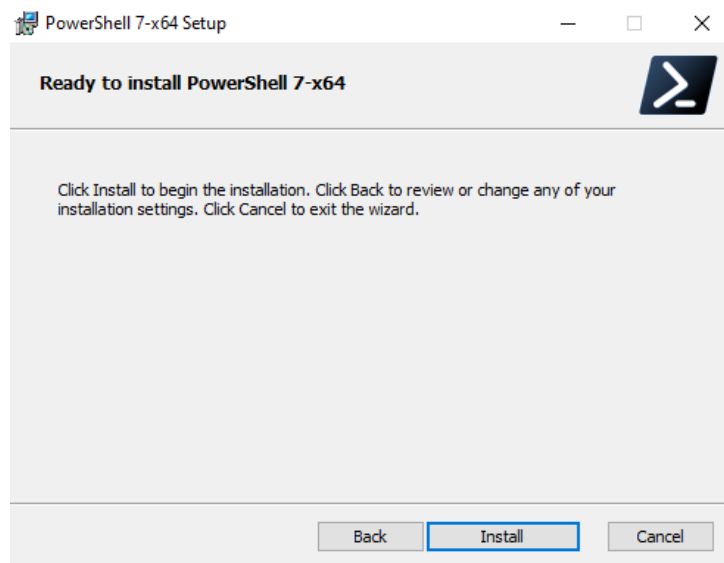 PowerShell 7-x64 Setup
Ready to install PowerShell 7-x64
Click Install to begin the installation. Click Back to review or change any of your
installation settings. Click Cancel to exit the wizard.
Back Install Cancel